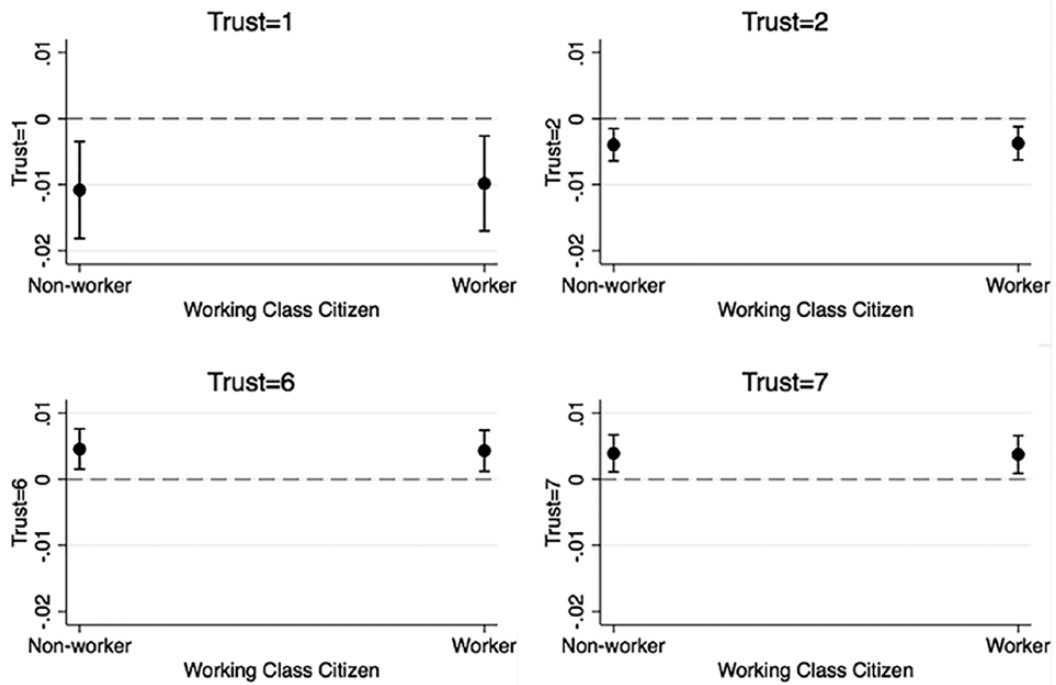 Trust=1
.01
0
-.01
-.02
Trust=1
Non-worker
Worker
Working Class Citizen
Trust=2
.01
0
-.01
-.02
Trust=2
Non-worker
Worker
Working Class Citizen
Trust=6
.01
0
-.01
-.02
Trust=6
Non-worker
Worker
Working Class Citizen
Trust=7
.01
0
-.01
-.02
Trust=7
Non-worker
Worker
Working Class Citizen